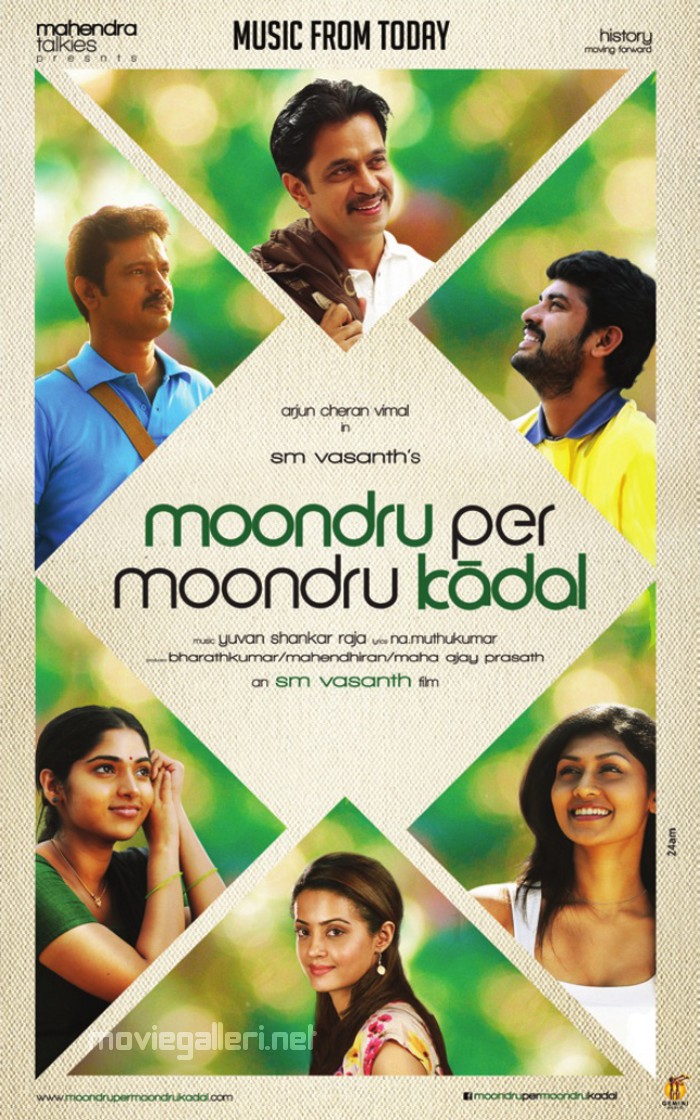 mahendra
talkies
presnts
MUSIC FROM TODAY
history
moving forward
arjun cheran vimal
in
sm vasanth's
moondru per
moondru kādal
music yuvan shankar raja lyrics na.muthukumar
bharathkumar/mahendhiran/maha ajay prasath
an sm vasanth film
24am
moviegalleri.net
www.moondrupermoondrukadal.com
moondrupermoondrukadal
GEMINI